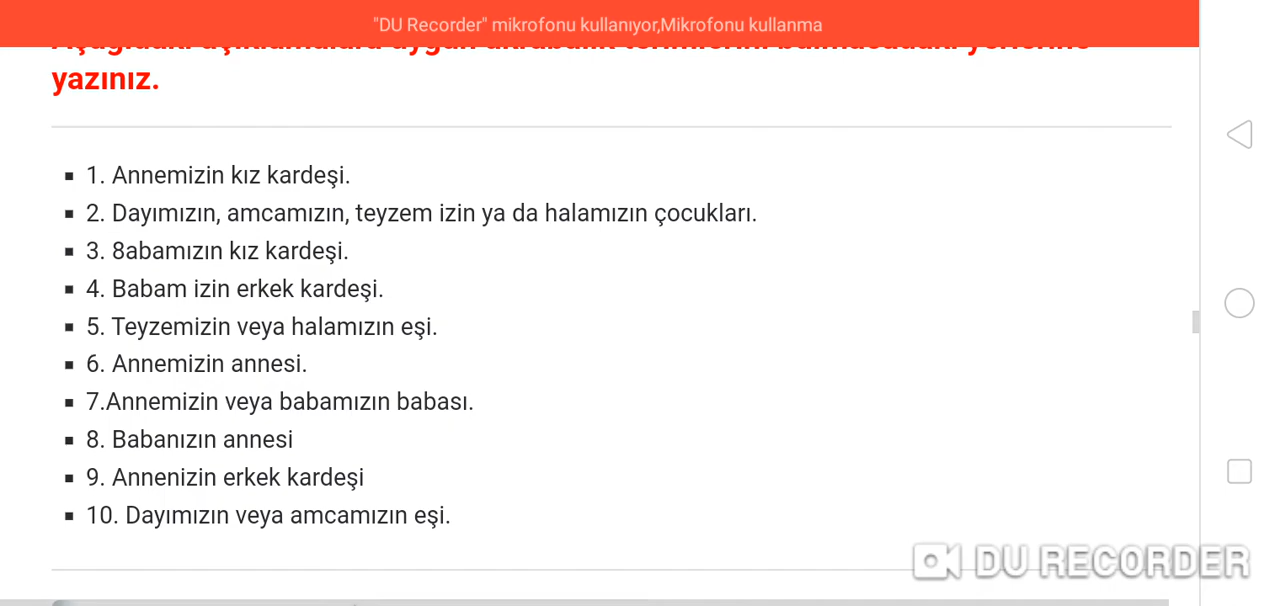 "DU Recorder" mikrofonu kullanıyor,Mikrofonu kullanma
yazınız.
1. Annemizin kız kardeşi.
2. Dayımızın, amcamızın, teyzem izin ya da halamızın çocukları.
3. 8abamızın kız kardeşi.
4. Babam izin erkek kardeşi.
5. Teyzemizin veya halamızın eşi.
6. Annemizin annesi.
7.Annemizin veya babamızın babası.
8. Babanızın annesi
9. Annenizin erkek kardeşi
10. Dayımızın veya amcamızın eşi.
DU RECORDER